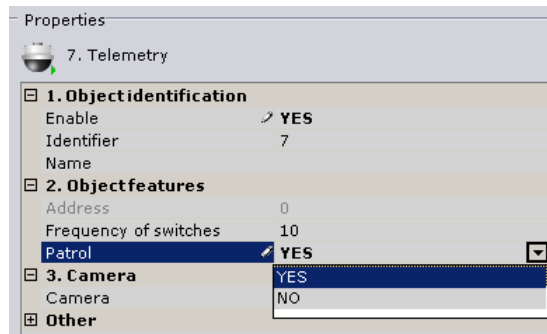 Properties
7. Telemetry
1. Object identification
Enable YES
Identifier 7
Name
2. Object features
Address 0
Frequency of switches 10
Patrol YES
YES
3. Camera
Camera NO
Other